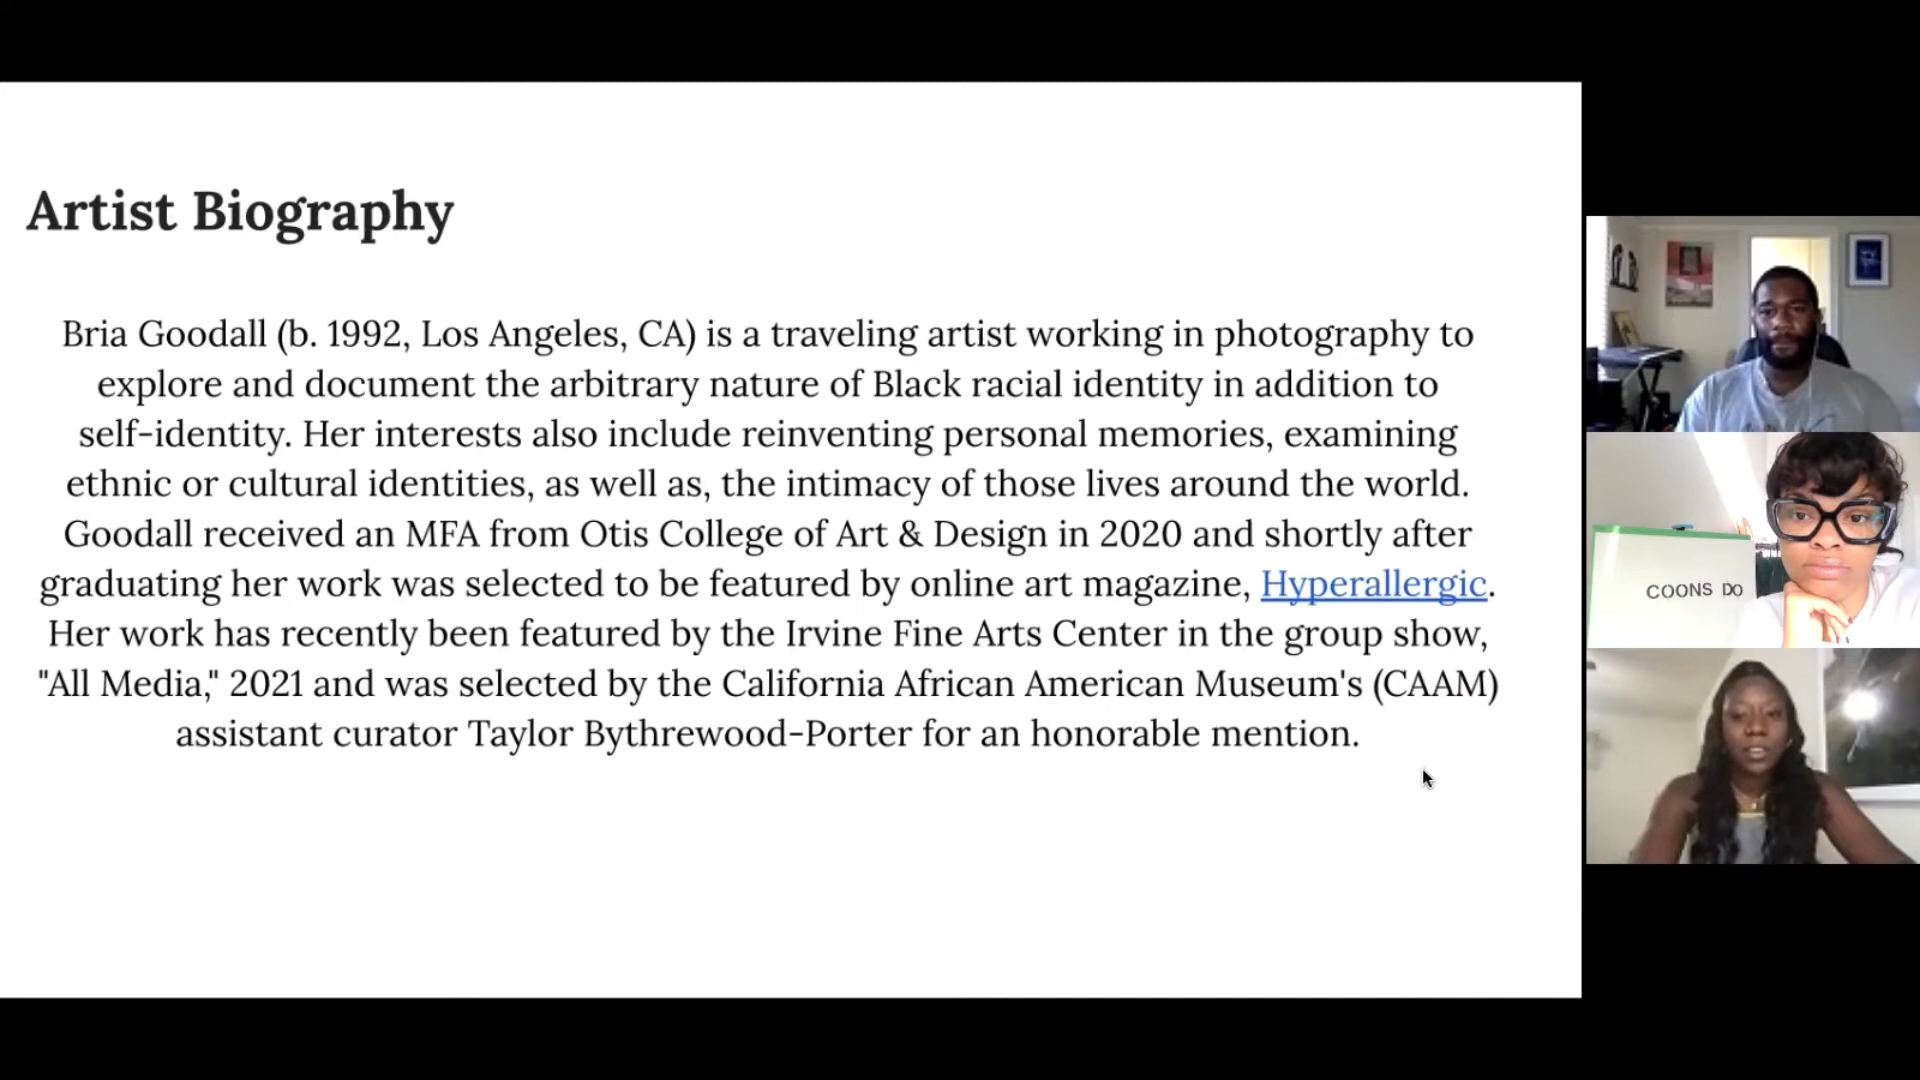 Artist Biography
Bria Goodall (b. 1992, Los Angeles, CA) is a traveling artist working in photography to
explore and document the arbitrary nature of Black racial identity in addition to
self-identity. Her interests also include reinventing personal memories, examining
ethnic or cultural identities, as well as, the intimacy of those lives around the world.
Goodall received an MFA from Otis College of Art & Design in 2020 and shortly after
graduating her work was selected to be featured by online art magazine, Hyperallergic.
Her work has recently been featured by the Irvine Fine Arts Center in the group show,
"All Media," 2021 and was selected by the California African American Museum's (CAAM)
assistant curator Taylor Bythrewood-Porter for an honorable mention.
COONS DO